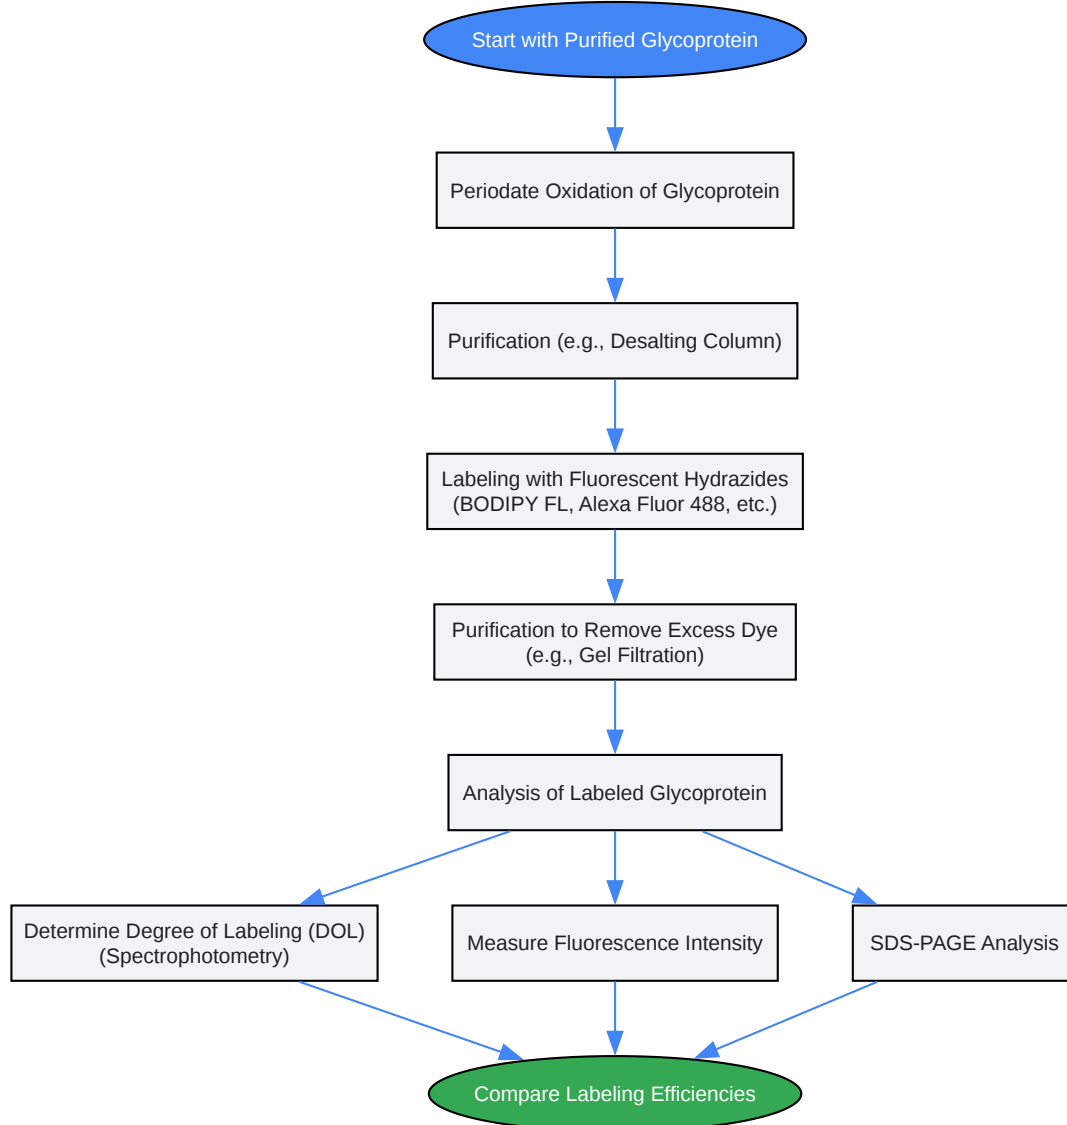 Start with Purified Glycoprotein
Periodate Oxidation of Glycoprotein
Purification (e.g., Desalting Column)
Labeling with Fluorescent Hydrazides
(BODIPY FL, Alexa Fluor 488, etc.)
Purification to Remove Excess Dye
(e.g., Gel Filtration)
Analysis of Labeled Glycoprotein
Determine Degree of Labeling (DOL)
(Spectrophotometry)
Measure Fluorescence Intensity
SDS-PAGE Analysis
Compare Labeling Efficiencies